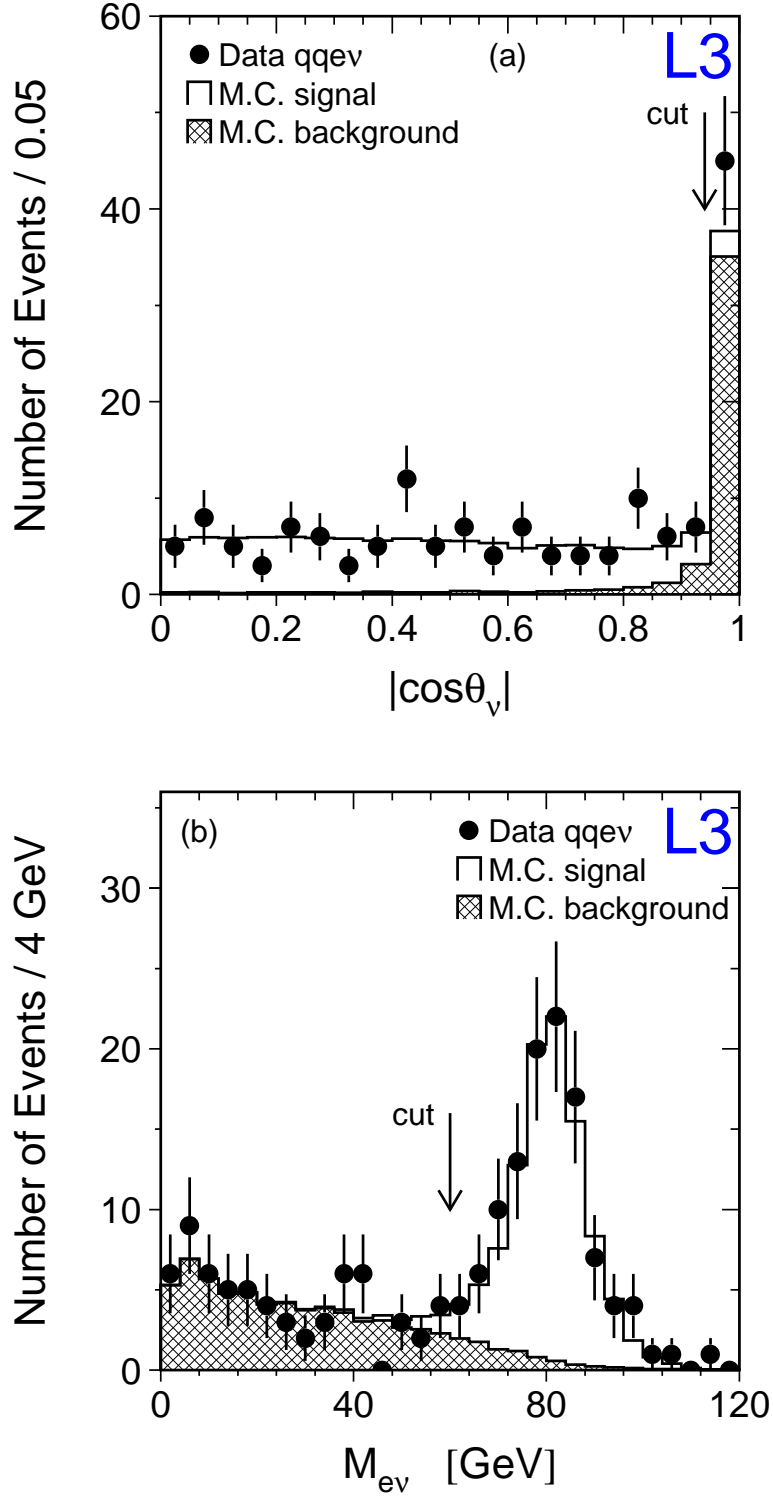 60
Data qqeν
(a)
L3
M.C. signal
cut
M.C. background
40
20
0
0 0.2 0.4 0.6 0.8 1
Number of Events / 0.05
|cosθν|
(b)
Data qqeν
L3
M.C. signal
M.C. background
30
20
cut
10
0
0 40 80 120
Number of Events / 4 GeV
Meν [GeV]